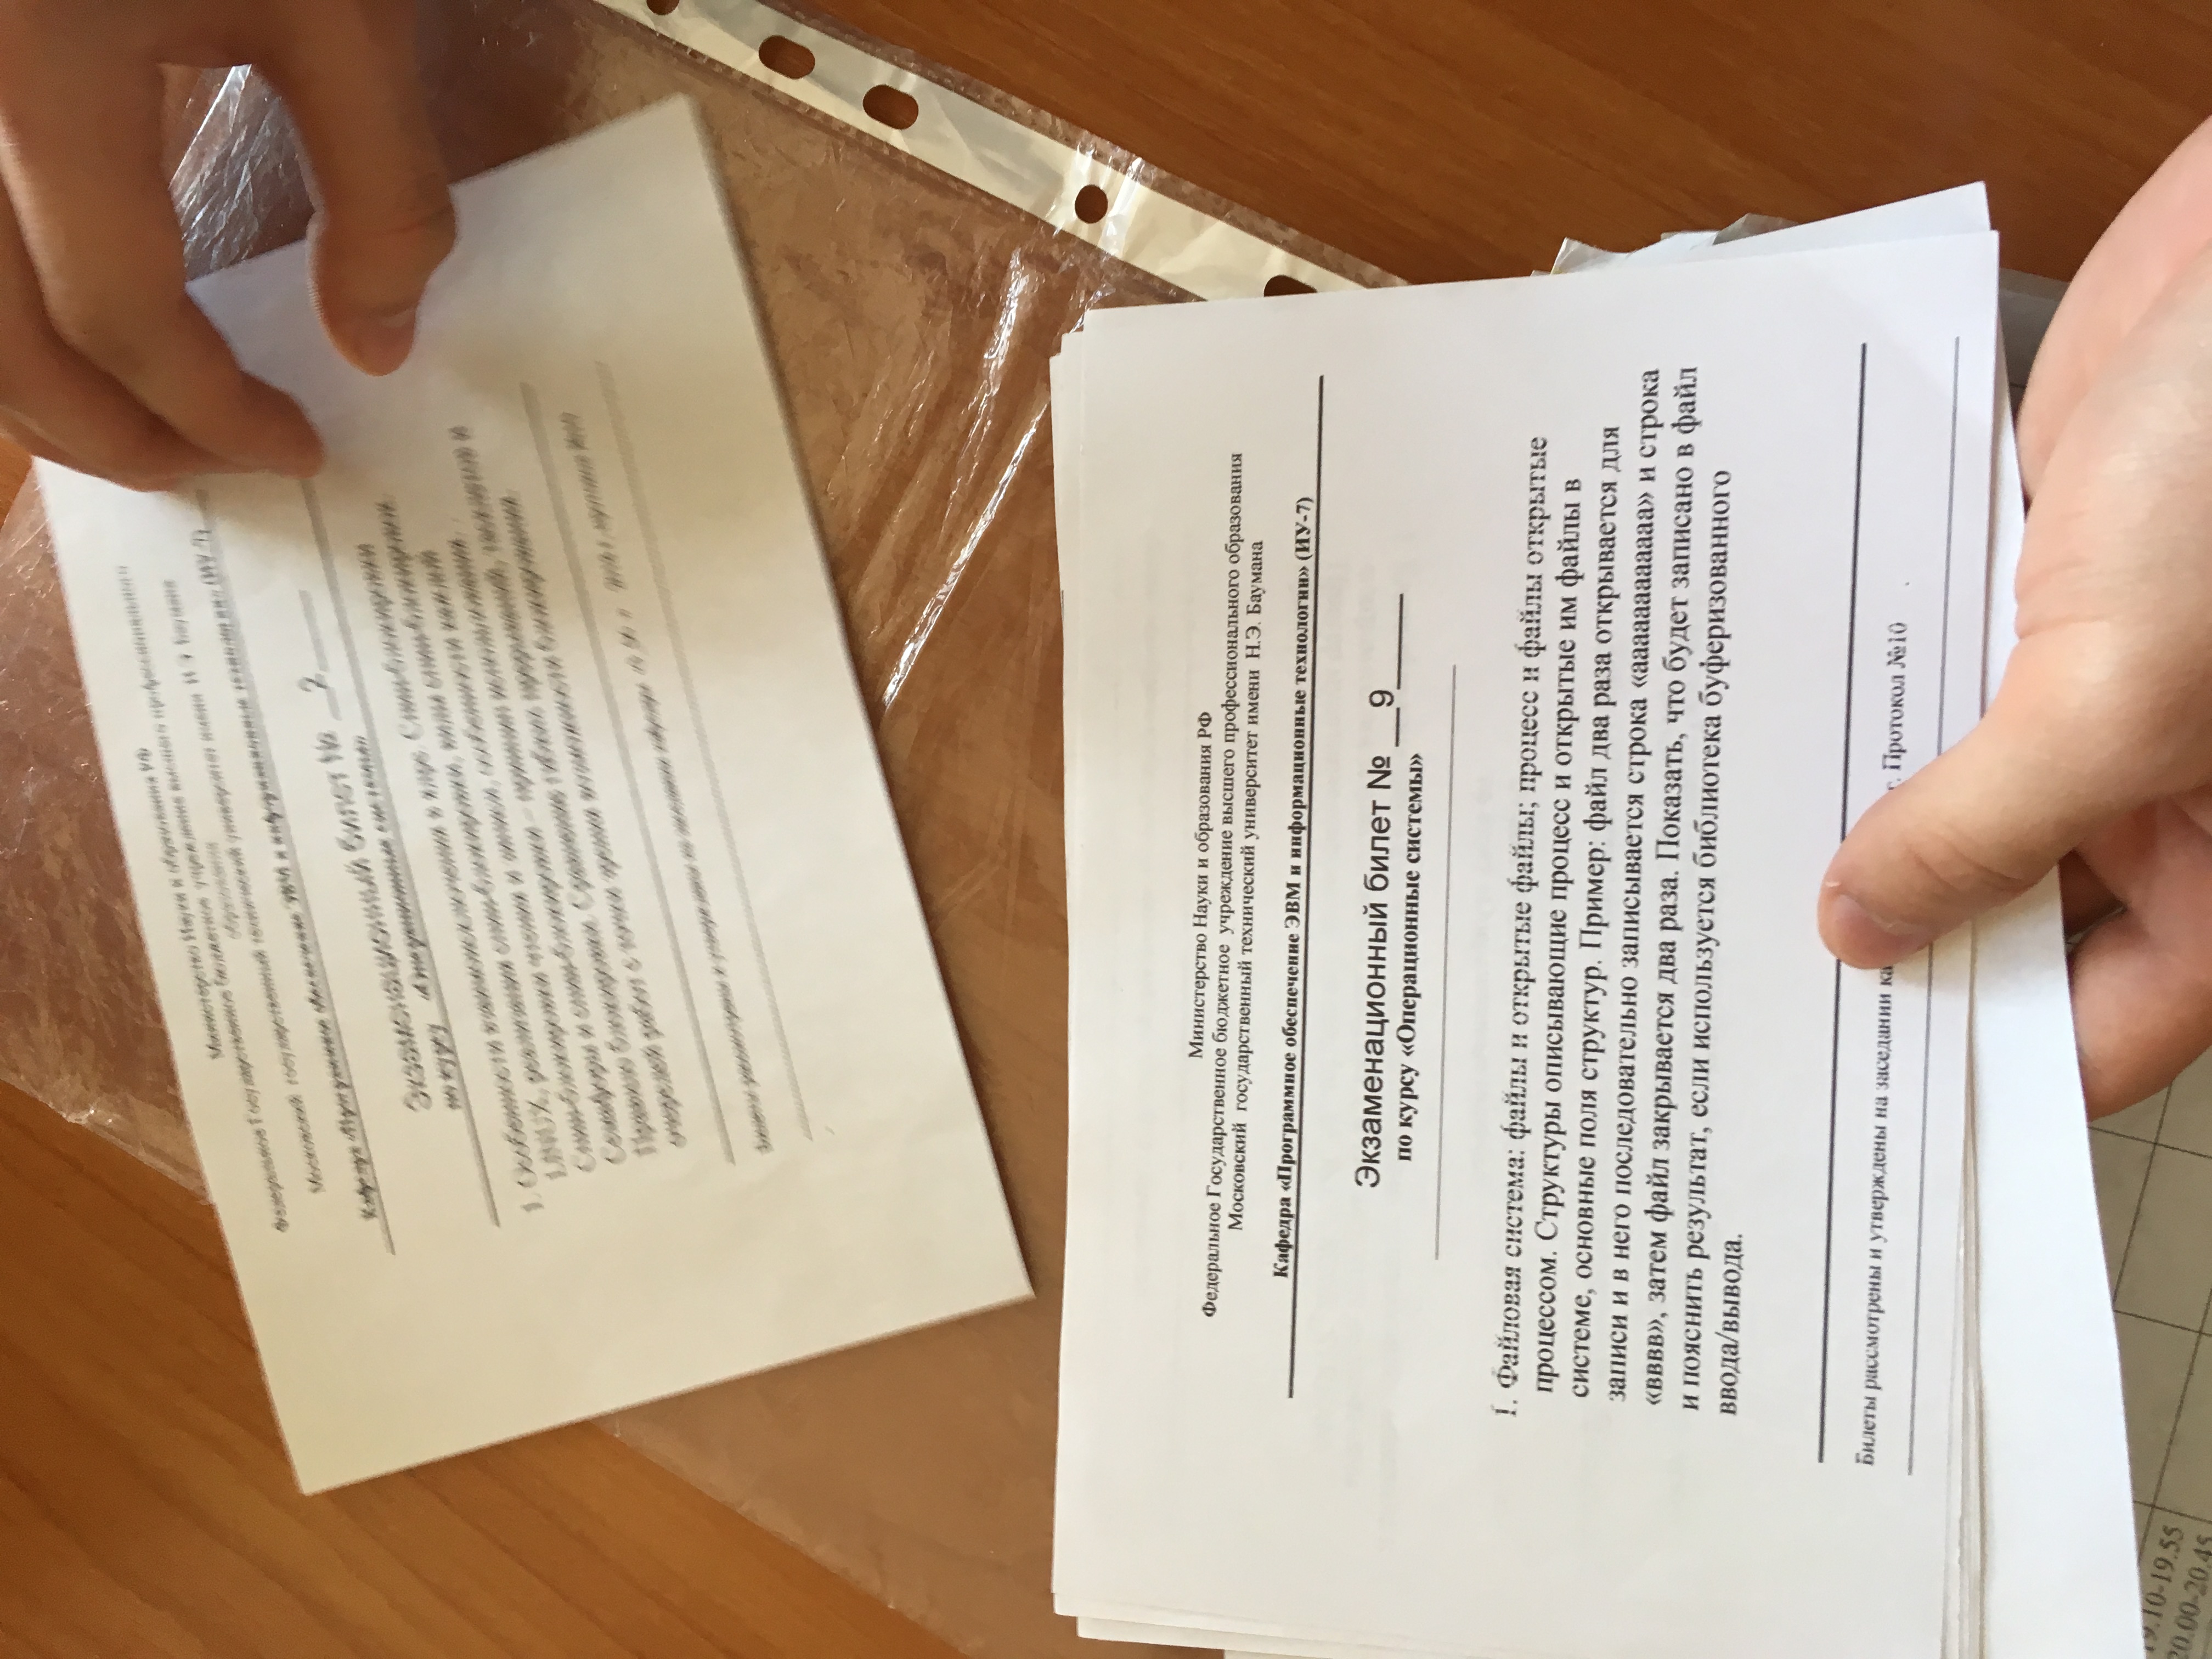 Министерство Науки и образования РФ
Федеральное Государственное бюджетное учреждение высшего профессионального
образования
Московский государственный технический университет имени Н.Э. Баумана
Кафедра «Программное обеспечение ЭВМ и информационные технологии» (ИУ-7)
Экзаменационный билет №
по курсу «Операционные системы»
1. Особенности взаимоисключения в ядре. Спин-блокировки
LINUX, реализация спин-блокировки, виды спин-блокировок.
Спин-блокировки чтения и записи, особенности каждой
Семафоры и спин-блокировки – принцип использования.
Правило блокировки. Сравнение гибких прерываний, тасклетов и
очередей работ с точки зрения возможности блокирования.
Билеты рассмотрены и утверждены на заседании кафедры
Министерство Науки и образования РФ
Федеральное Государственное бюджетное учреждение высшего профессионального образования
Московский государственный технический университет имени Н.Э. Баумана
Кафедра «Программное обеспечение ЭВМ и информационные технологии» (ИУ-7)
Экзаменационный билет № __9______
по курсу «Операционные системы»
1. Файловая система: файлы и открытые файлы; процесс и файлы открытые
процессом. Структуры описывающие процесс и открытые им файлы в
системе, основные поля структур. Пример: файл два раза открывается для
записи и в него последовательно записывается строка «аааааааааааа» и строка
«вввв», затем файл закрывается два раза. Показать, что будет записано в файл
и пояснить результат, если используется библиотека буферизованного
ввода/вывода.
Билеты рассмотрены и утверждены на заседании ка г. Протокол №10
19.10-19.55
20.00-20.45